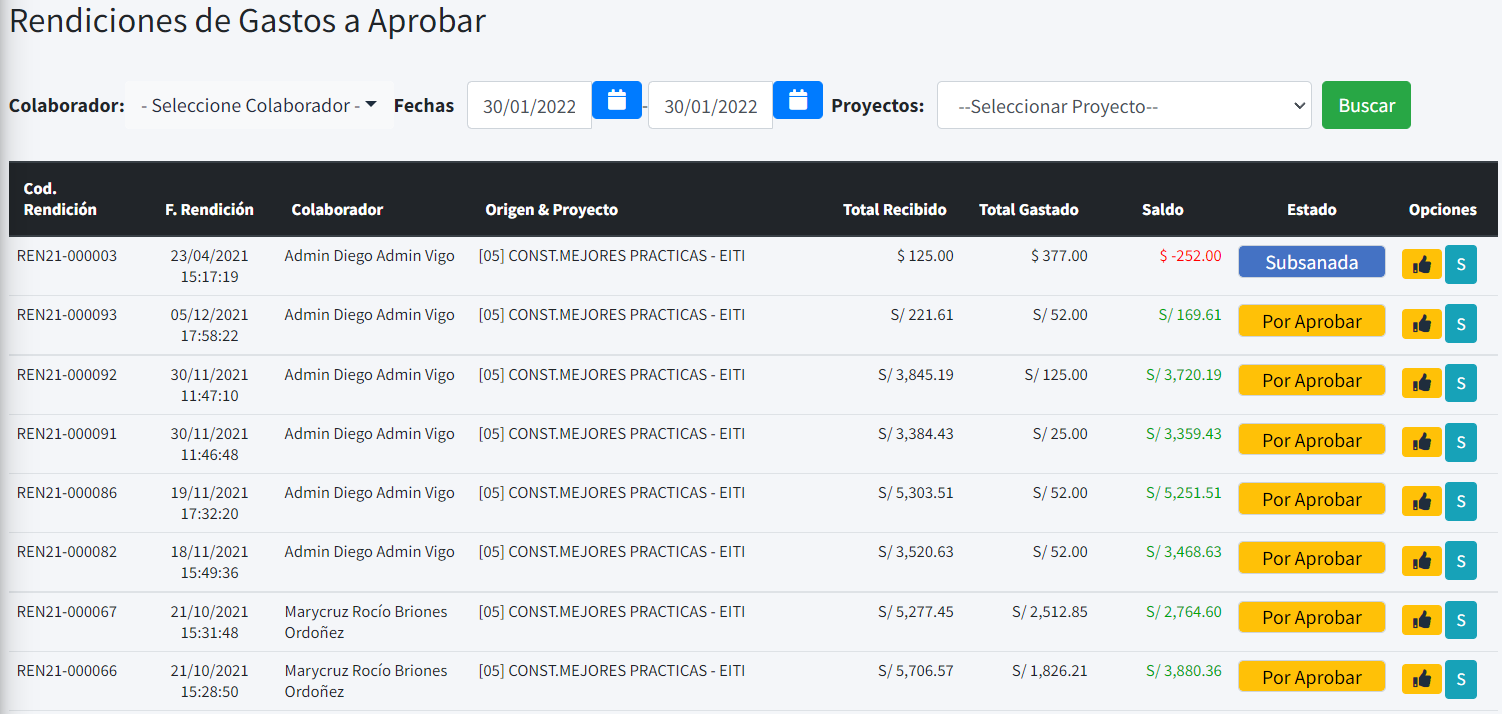 Rendiciones de Gastos a Aprobar
Colaborador: - Seleccione Colaborador - Fechas 30/01/2022 - 30/01/2022 Proyectos: --Seleccionar Proyecto-- Buscar
Cod.
Rendición F. Rendición Colaborador Origen & Proyecto Total Recibido Total Gastado Saldo Estado Opciones
REN21-000003 23/04/2021 Admin Diego Admin Vigo [05] CONST.MEJORES PRACTICAS - EITI $ 125.00 $ 377.00 $ -252.00 Subsanada S
15:17:19
REN21-000093 05/12/2021 Admin Diego Admin Vigo [05] CONST.MEJORES PRACTICAS - EITI S/ 221.61 S/ 52.00 S/ 169.61 Por Aprobar S
17:58:22
REN21-000092 30/11/2021 Admin Diego Admin Vigo [05] CONST.MEJORES PRACTICAS - EITI S/ 3,845.19 S/ 125.00 S/ 3,720.19 Por Aprobar S
11:47:10
REN21-000091 30/11/2021 Admin Diego Admin Vigo [05] CONST.MEJORES PRACTICAS - EITI S/ 3,384.43 S/ 25.00 S/ 3,359.43 Por Aprobar S
11:46:48
REN21-000086 19/11/2021 Admin Diego Admin Vigo [05] CONST.MEJORES PRACTICAS - EITI S/ 5,303.51 S/ 52.00 S/ 5,251.51 Por Aprobar S
17:32:20
REN21-000082 18/11/2021 Admin Diego Admin Vigo [05] CONST.MEJORES PRACTICAS - EITI S/ 3,520.63 S/ 52.00 S/ 3,468.63 Por Aprobar S
15:49:36
REN21-000067 21/10/2021 Marycruz Rocío Briones [05] CONST.MEJORES PRACTICAS - EITI S/ 5,277.45 S/ 2,512.85 S/ 2,764.60 Por Aprobar S
15:31:48 Ordoñez
REN21-000066 21/10/2021 Marycruz Rocío Briones [05] CONST.MEJORES PRACTICAS - EITI S/ 5,706.57 S/ 1,826.21 S/ 3,880.36 Por Aprobar S
15:28:50 Ordoñez